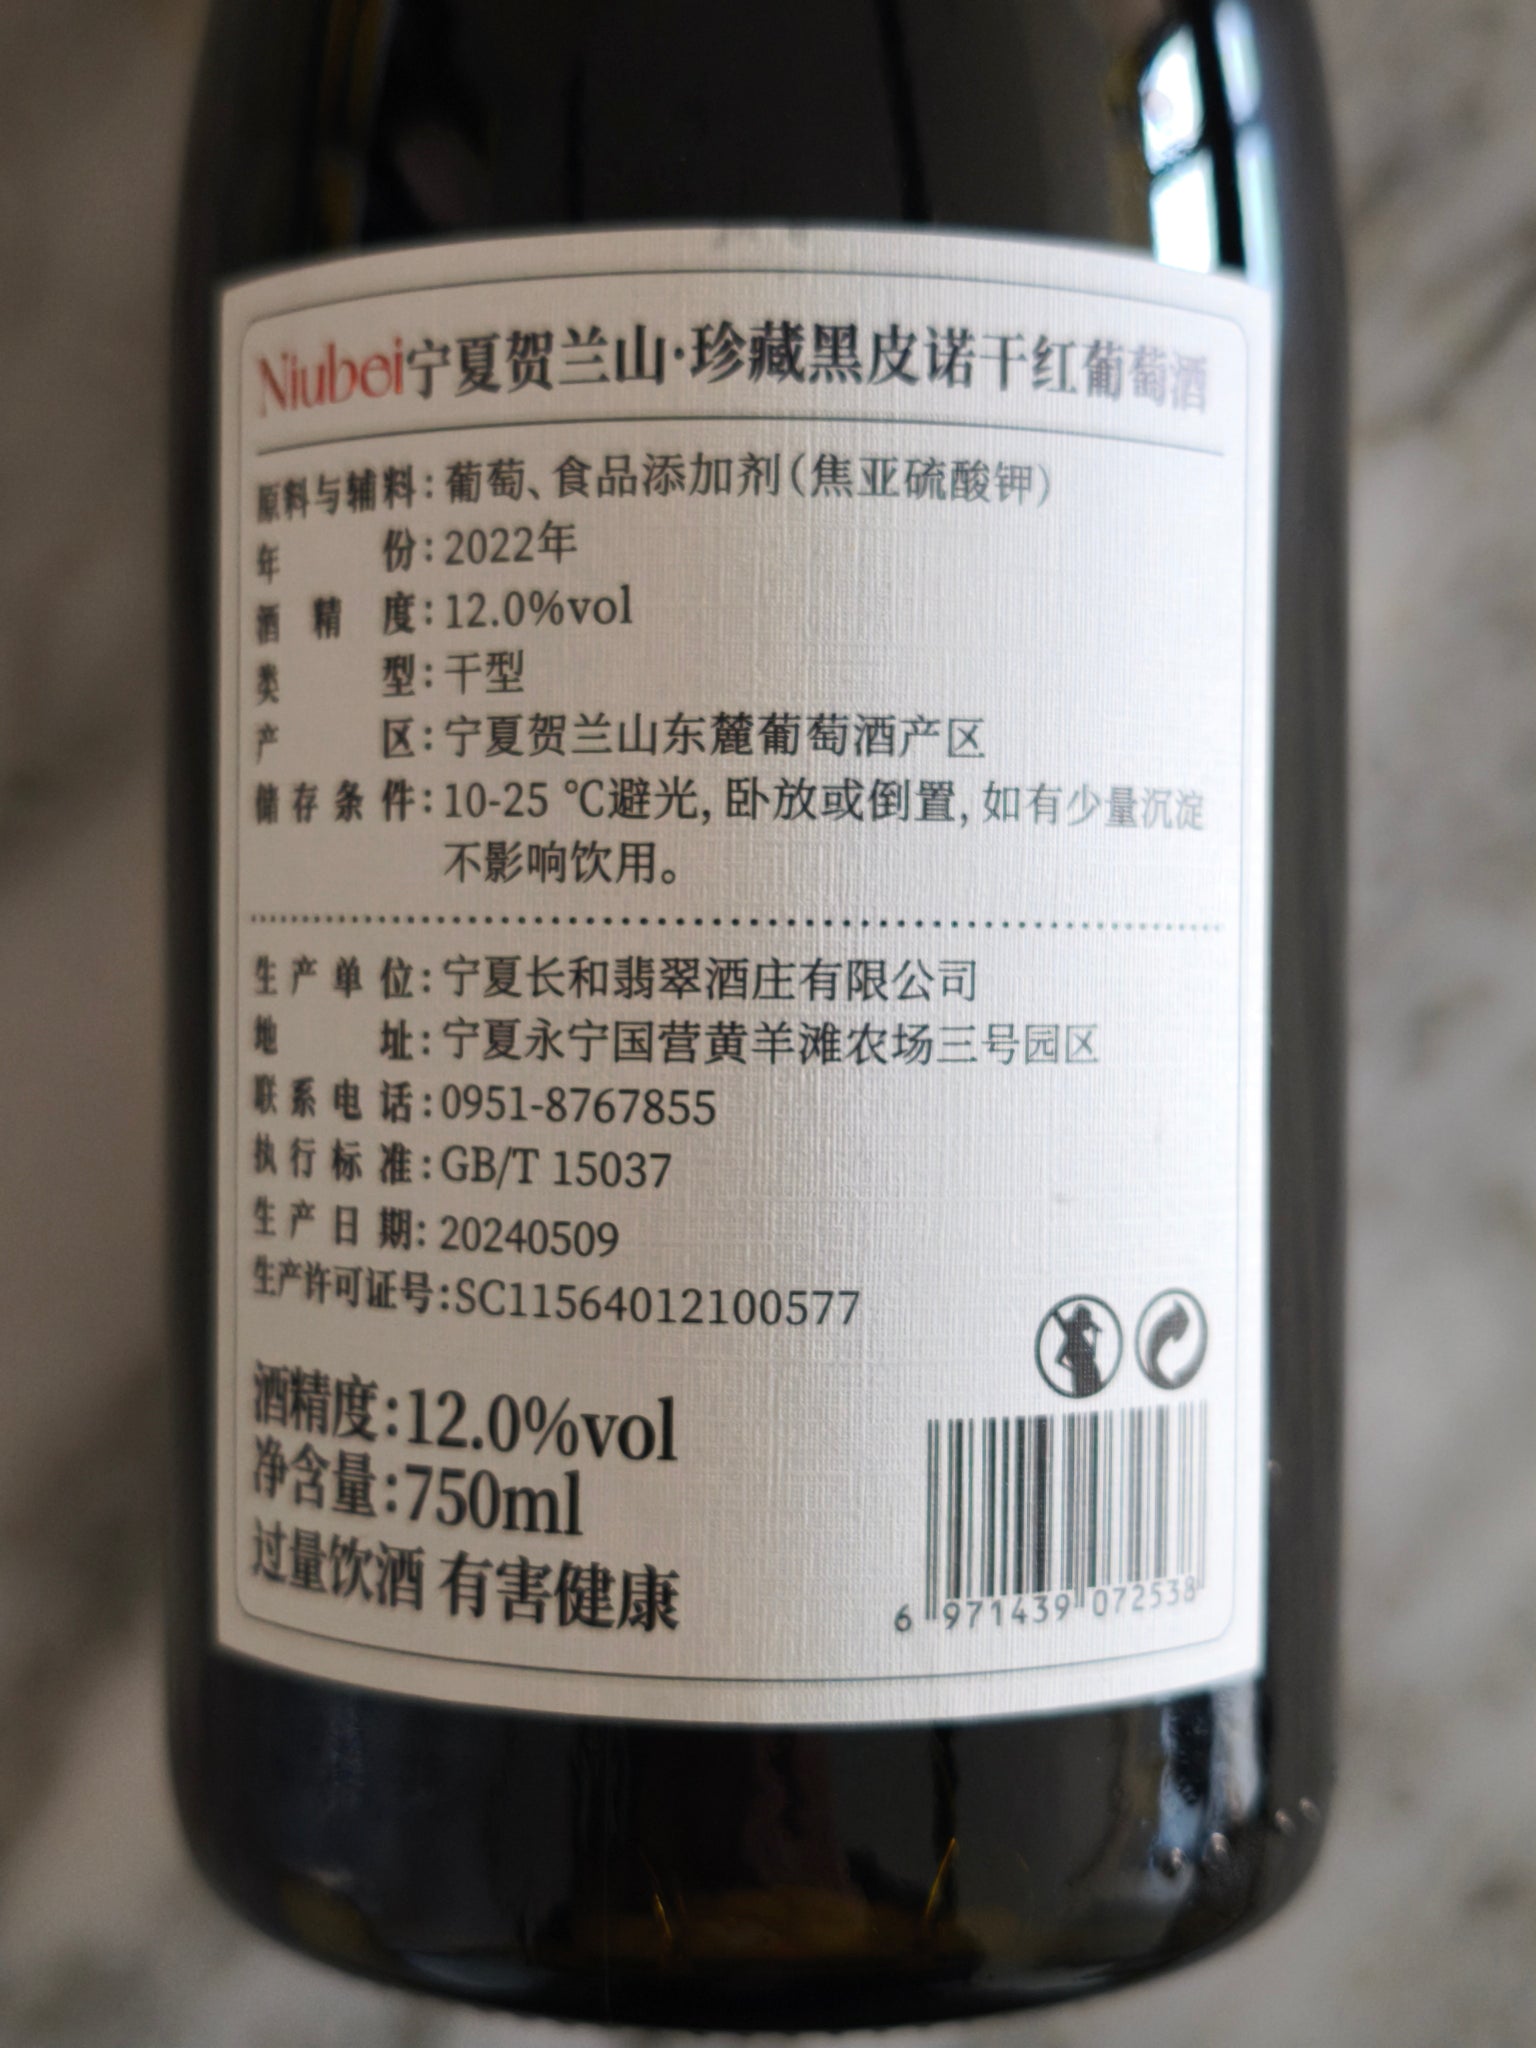 Niubei宁夏贺兰山·珍藏黑皮诺干红葡萄酒
原料与辅料：葡萄、食品添加剂（焦亚硫酸钾）
年份：2022年
酒精度：12.0%vol
类型：干型
产区：宁夏贺兰山东麓葡萄酒产区
储存条件：10-25 ℃避光，卧放或倒置，如有少量沉淀
不影响饮用。
生产单位：宁夏长和翡翠酒庄有限公司
地址：宁夏永宁国营黄羊滩农场三号园区
联系电话：0951-8767855
执行标准：GB/T 15037
生产日期：20240509
生产许可证号：SC11564012100577
酒精度：12.0%vol
净含量：750ml
过量饮酒 有害健康
6 971439 072538